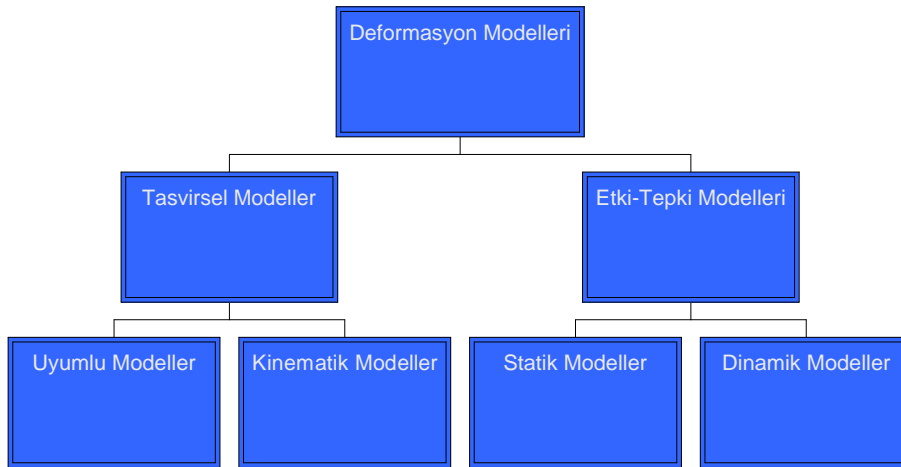 Deformasyon Modelleri
Tasvirsel Modeller
Etki-Tepki Modelleri
Uyumlu Modeller
Kinematik Modeller
Statik Modeller
Dinamik Modeller